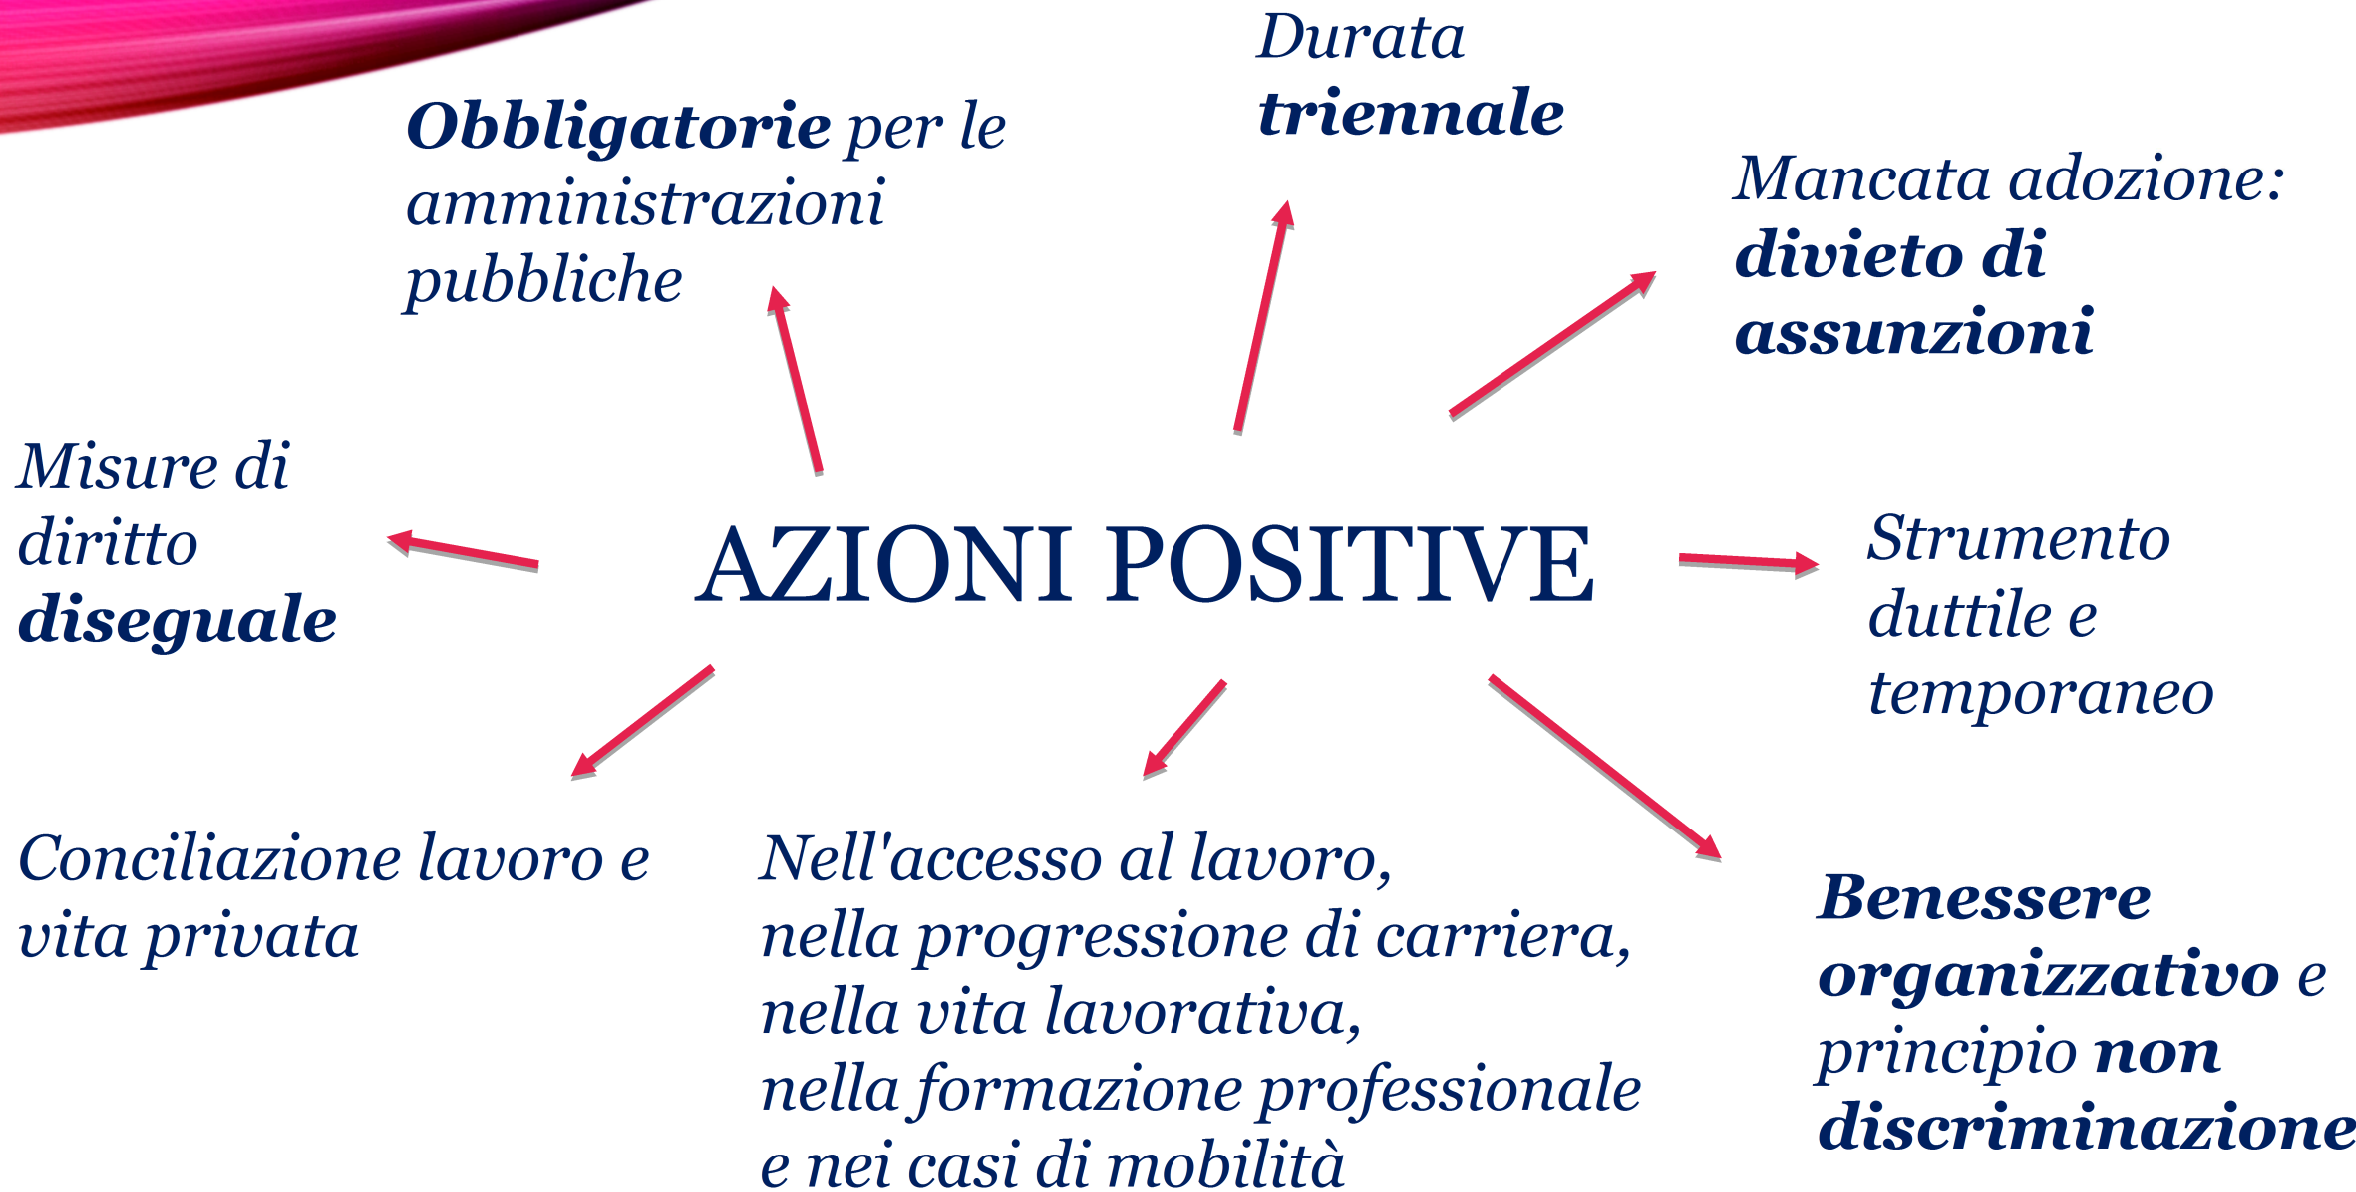 Durata
triennale
Obbligatorie per le
amministrazioni
pubbliche
Mancata adozione:
divieto di
assunzioni
Misure di
diritto
diseguale
AZIONI POSITIVE
Strumento
duttile e
temporaneo
Conciliazione lavoro e
vita privata
Nell'accesso al lavoro,
nella progressione di carriera,
nella vita lavorativa,
nella formazione professionale
e nei casi di mobilità
Benessere
organizzativo e
principio non
discriminazione